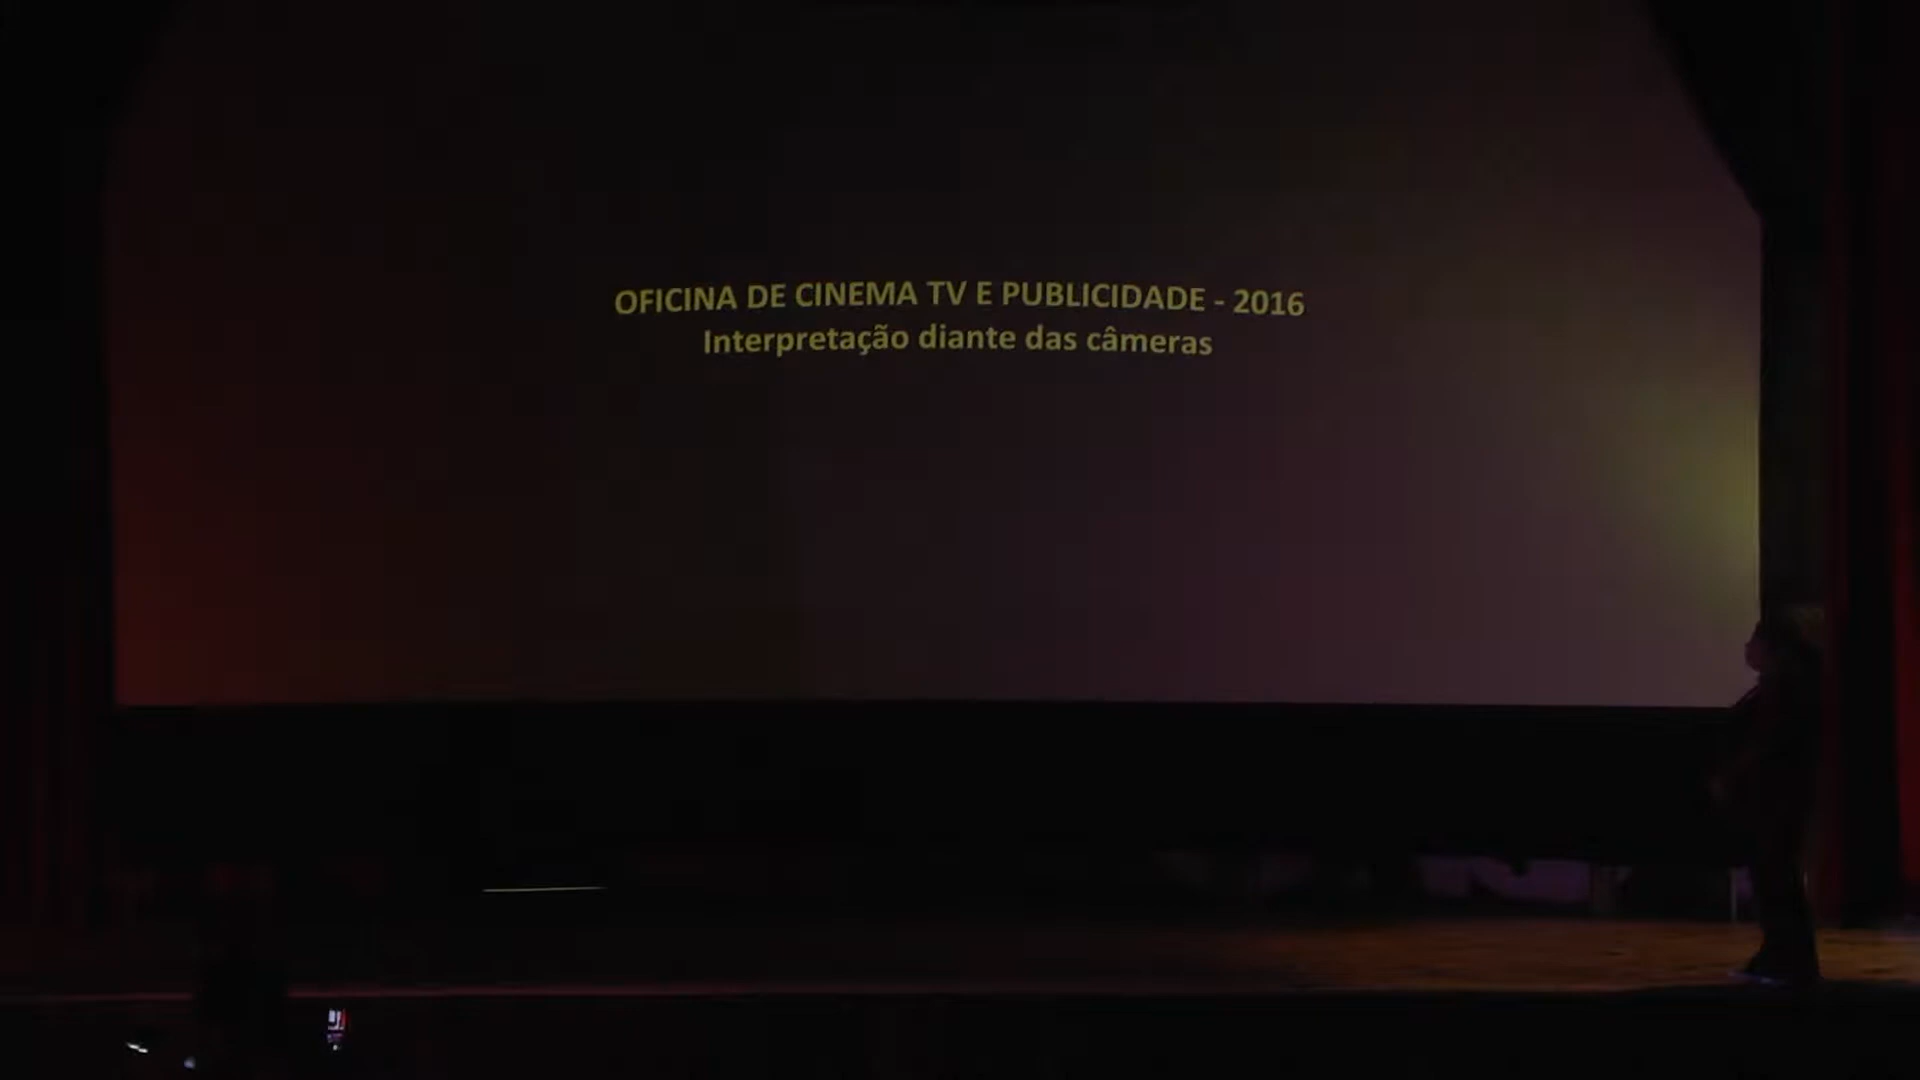 OFICINA DE CINEMA TV E PUBLICIDADE - 2016
Interpretação diante das câmeras